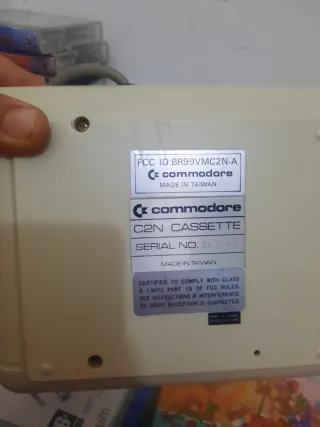 FCC ID:BR99VMC2N-A
commodore
MADE IN TAIWAN
commodore
C2N CASSETTE
SERIAL NO.
MADE IN TAIWAN
CERTIFIED TO COMPLY WITH CLASS
B LIMITS PART 15 OF FCC RULES.
SEE INSTRUCTIONS IF INTERFERENCE
TO RADIO RECEPTION IS SUSPECTED.